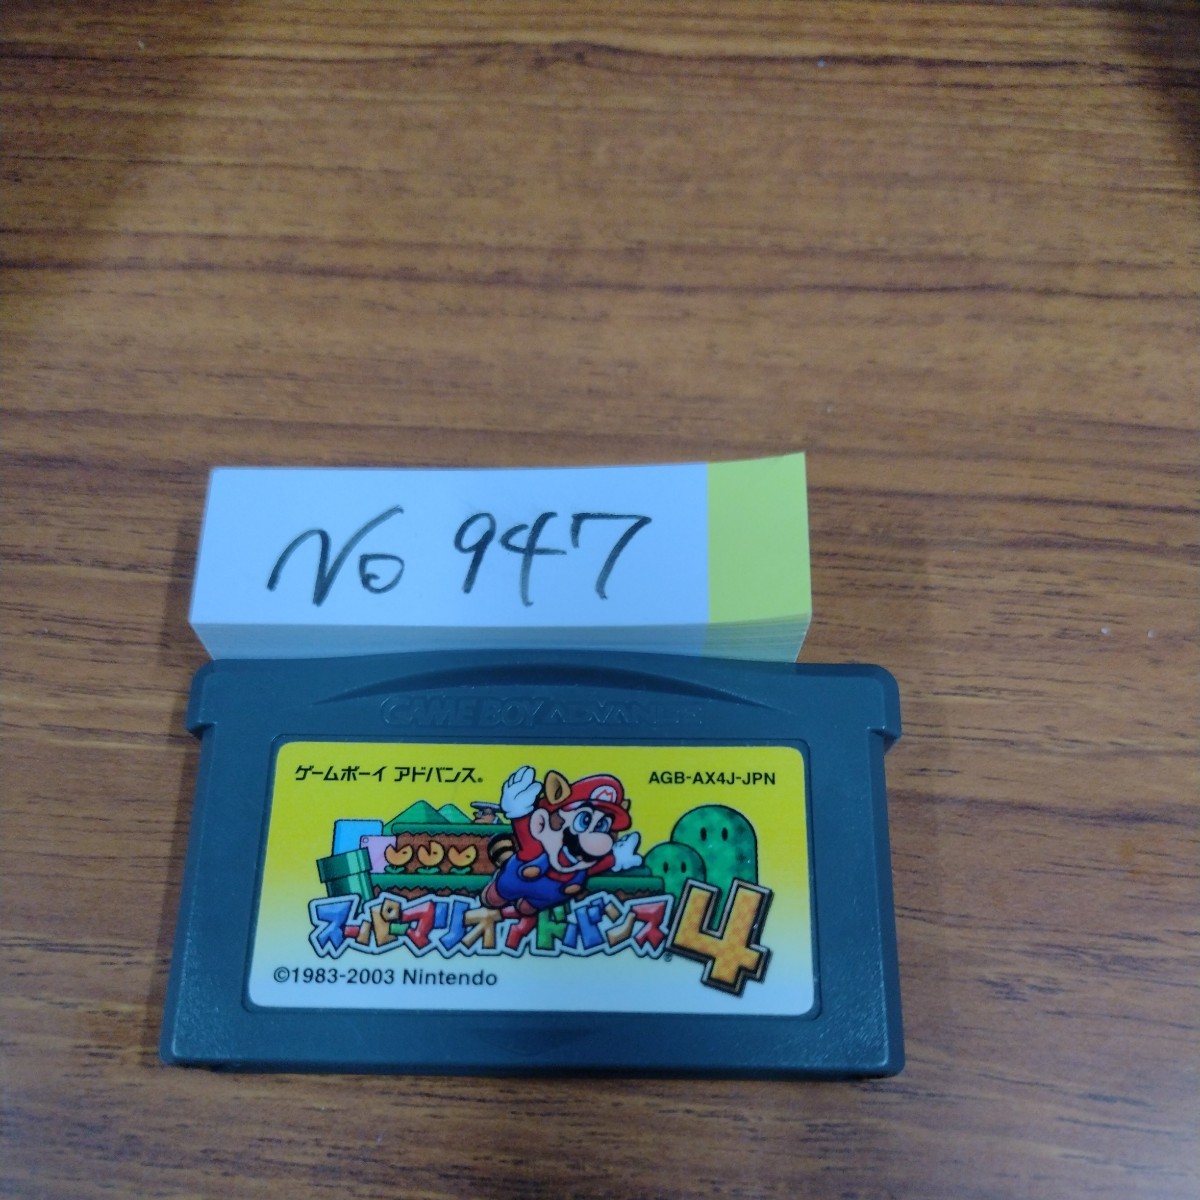 No 947
GAME BOY ADVANCE
ゲームボーイ アドバンス®
AGB-AX4J-JPN
M
スーパーマリオアドバンス®4
©1983-2003 Nintendo